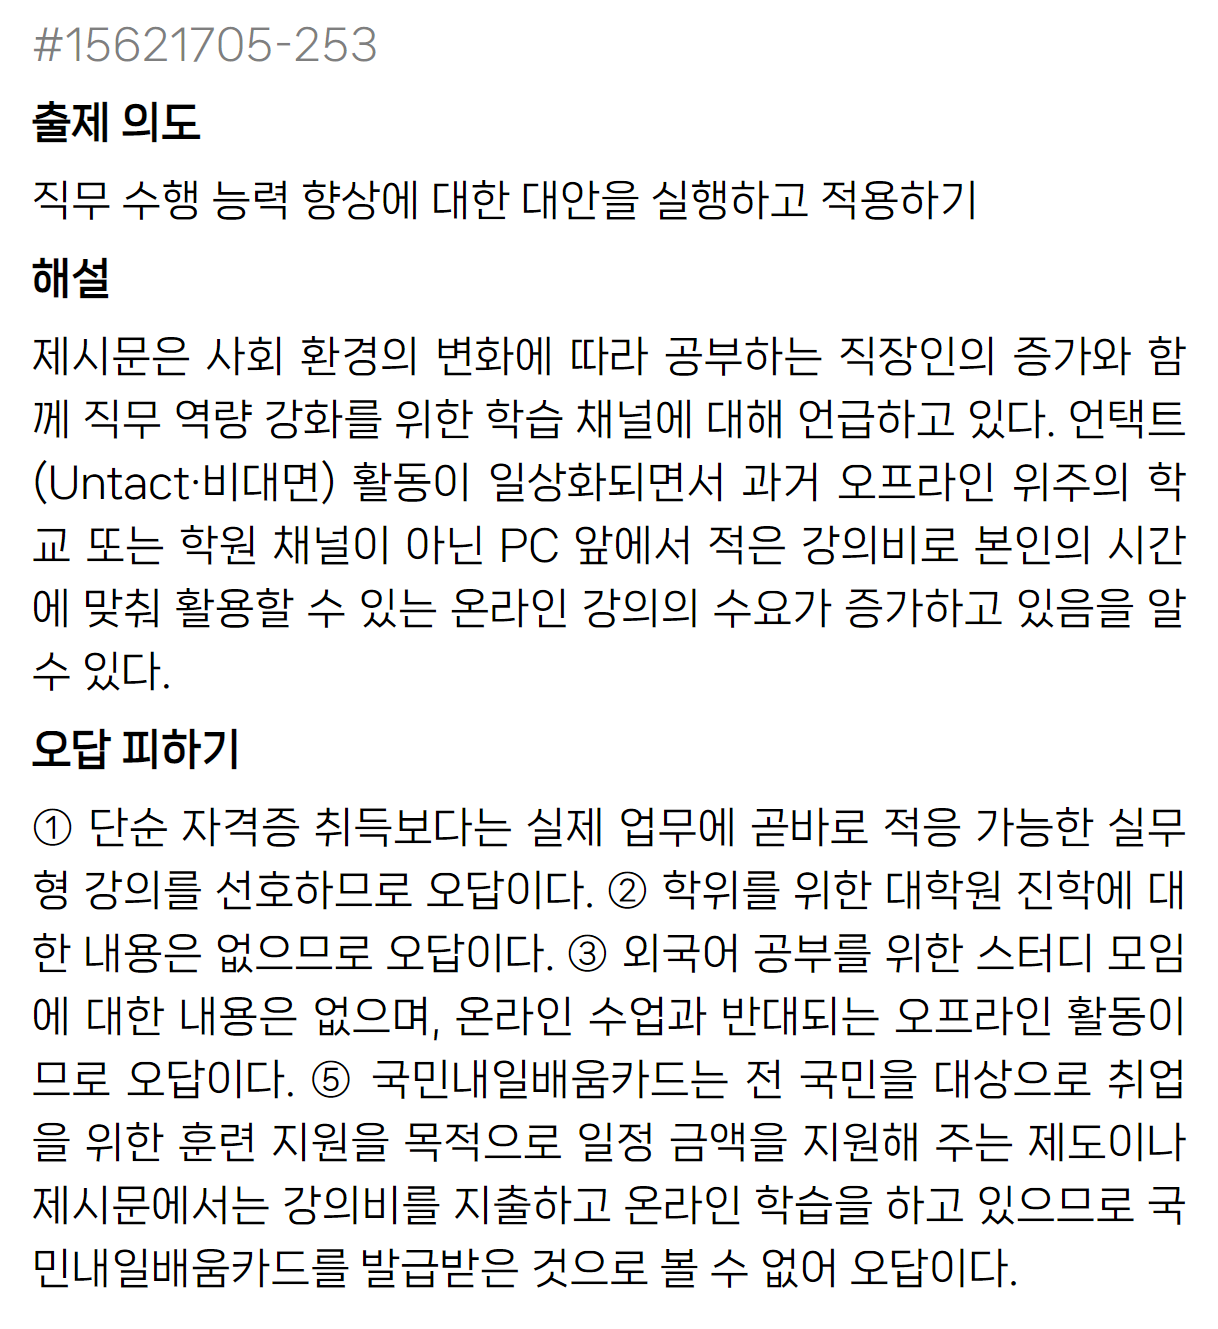 #15621705-253
출제 의도
직무 수행 능력 향상에 대한 대안을 실행하고 적용하기
해설
제시문은 사회 환경의 변화에 따라 공부하는 직장인의 증가와 함
께 직무 역량 강화를 위한 학습 채널에 대해 언급하고 있다. 언택트
(Untact·비대면) 활동이 일상화되면서 과거 오프라인 위주의 학
교 또는 학원 채널이 아닌 PC 앞에서 적은 강의비로 본인의 시간
에 맞춰 활용할 수 있는 온라인 강의의 수요가 증가하고 있음을 알
수 있다.
오답 피하기
① 단순 자격증 취득보다는 실제 업무에 곧바로 적응 가능한 실무
형 강의를 선호하므로 오답이다. ② 학위를 위한 대학원 진학에 대
한 내용은 없으므로 오답이다. ③ 외국어 공부를 위한 스터디 모임
에 대한 내용은 없으며, 온라인 수업과 반대되는 오프라인 활동이
므로 오답이다. ⑤ 국민내일배움카드는 전 국민을 대상으로 취업
을 위한 훈련 지원을 목적으로 일정 금액을 지원해 주는 제도이나
제시문에서는 강의비를 지출하고 온라인 학습을 하고 있으므로 국
민내일배움카드를 발급받은 것으로 볼 수 없어 오답이다.